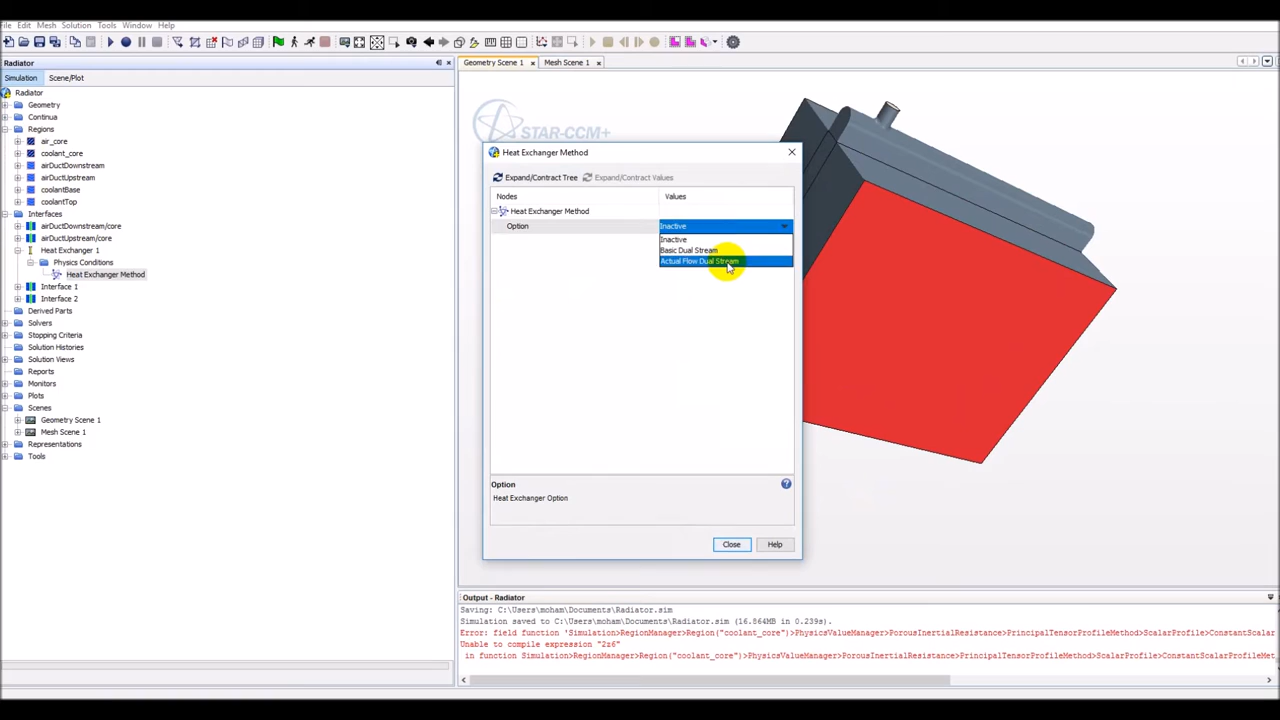 File Edit Mesh Solution Tools Window Help
Radiator
Geometry Scene 1
Mesh Scene 1
Simulation
Scene/Plot
Radiator
Geometry
Continua
Regions
air_core
coolant_core
airDuctDownstream
airDuctUpstream
coolantBase
coolantTop
Interfaces
airDuctDownstream/core
airDuctUpstream/core
Heat Exchanger 1
Physics Conditions
Heat Exchanger Method
Interface 1
Interface 2
Derived Parts
Solvers
Stopping Criteria
Solution Histories
Solution Views
Reports
Monitors
Plots
Scenes
Geometry Scene 1
Mesh Scene 1
Representations
Tools
STAR-CCM+
Heat Exchanger Method
Expand/Contract Tree
Expand/Contract Values
Nodes
Values
Heat Exchanger Method
Option
Inactive
Inactive
Basic Dual Stream
Actual Flow Dual Stream
Option
Heat Exchanger Option
Close
Help
Output - Radiator
Saving: C:\Users\moham\Documents\Radiator.sim
Simulation saved to C:\Users\moham\Documents\Radiator.sim (16.864MB in 0.239s).
Error: field function 'Simulation>RegionManager>Region("coolant_core")>PhysicsValueManager>PorousInertialResistance>PrincipalTensorProfileMethod>ScalarProfile>ConstantScalar
Unable to compile expression "2z6"
in function Simulation>RegionManager>Region("coolant_core")>PhysicsValueManager>PorousInertialResistance>PrincipalTensorProfileMethod>ScalarProfile>ConstantScalarProfileMet